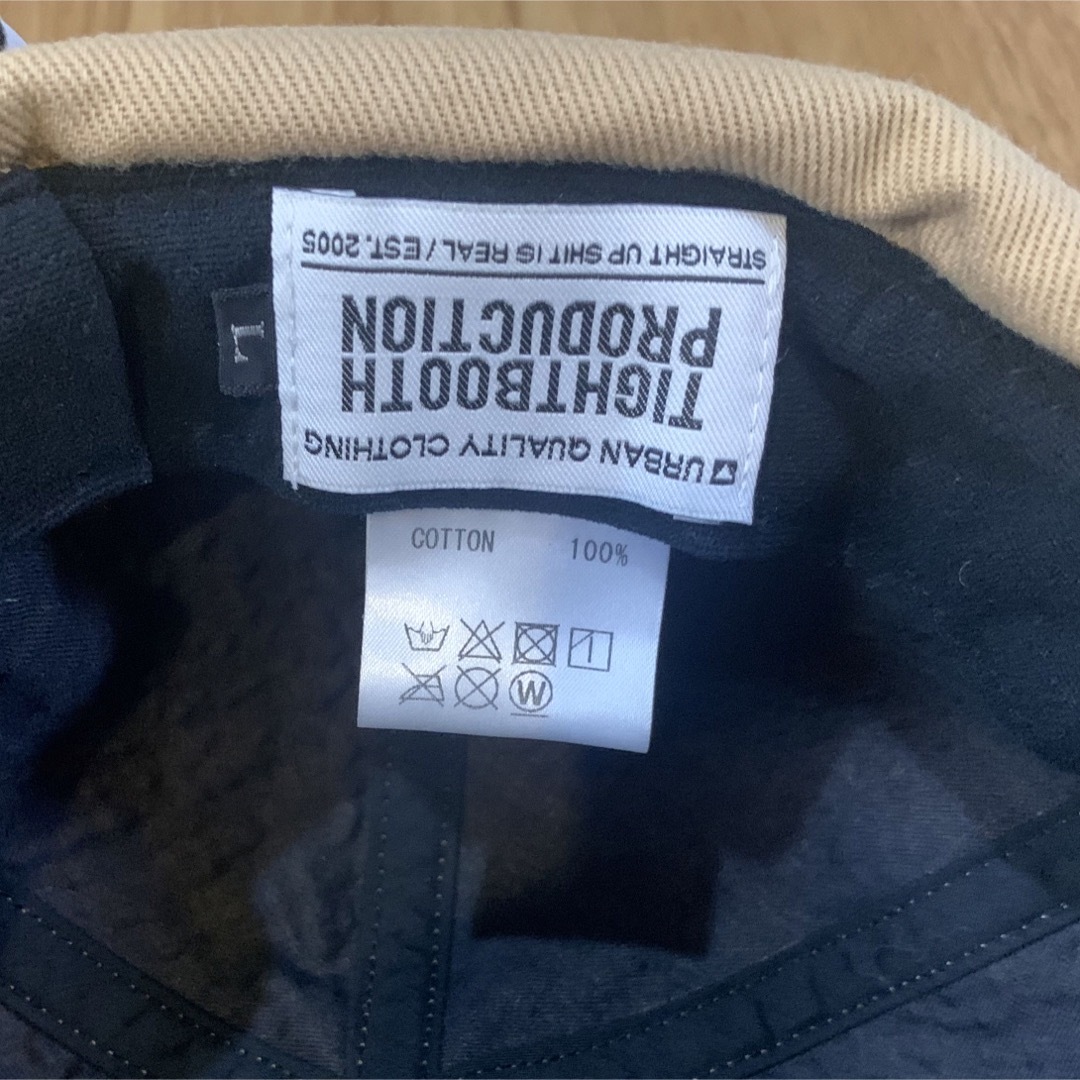 URBAN QUALITY CLOTHING
TIGHTBOOTH
PRODUCTION
STRAIGHT UP SHIT IS REAL / EST. 2005
L
COTTON 100%
W